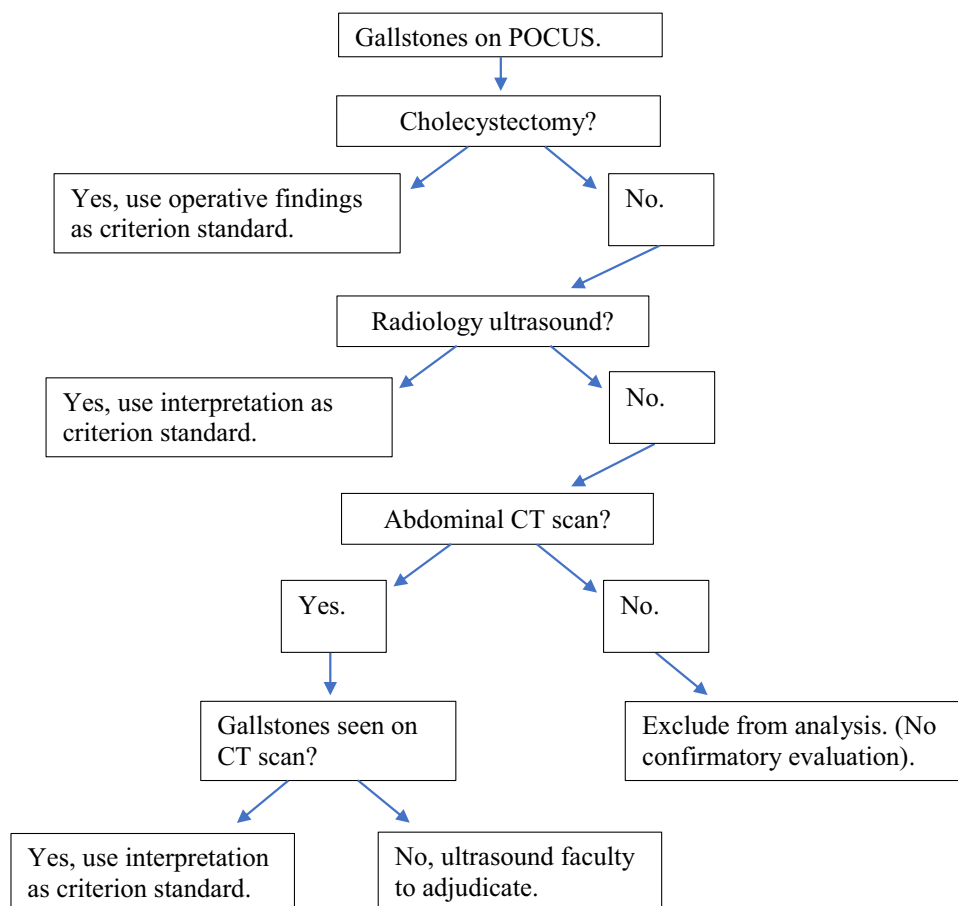 Gallstones on POCUS.
Cholecystectomy?
Yes, use operative findings
as criterion standard.
No.
Radiology ultrasound?
Yes, use interpretation as
criterion standard.
No.
Abdominal CT scan?
Yes.
No.
Gallstones seen on
CT scan?
Exclude from analysis. (No
confirmatory evaluation).
Yes, use interpretation
as criterion standard.
No, ultrasound faculty
to adjudicate.